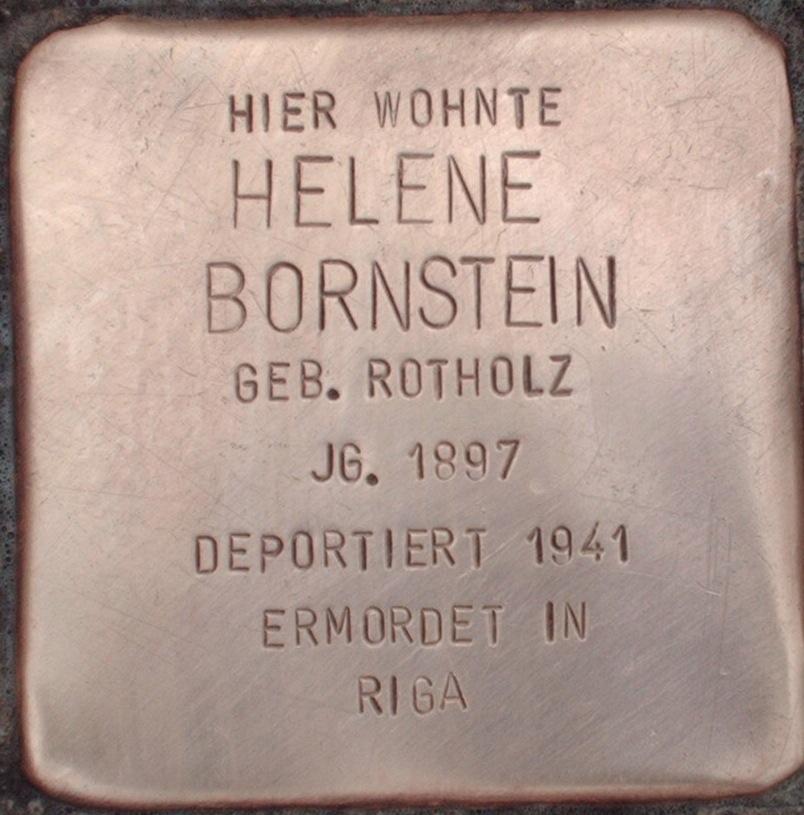 HIER WOHNTE
HELENE
BORNSTEIN
GEB. ROTHOLZ
JG. 1897
DEPORTIERT 1941
ERMORDET IN
RIGA